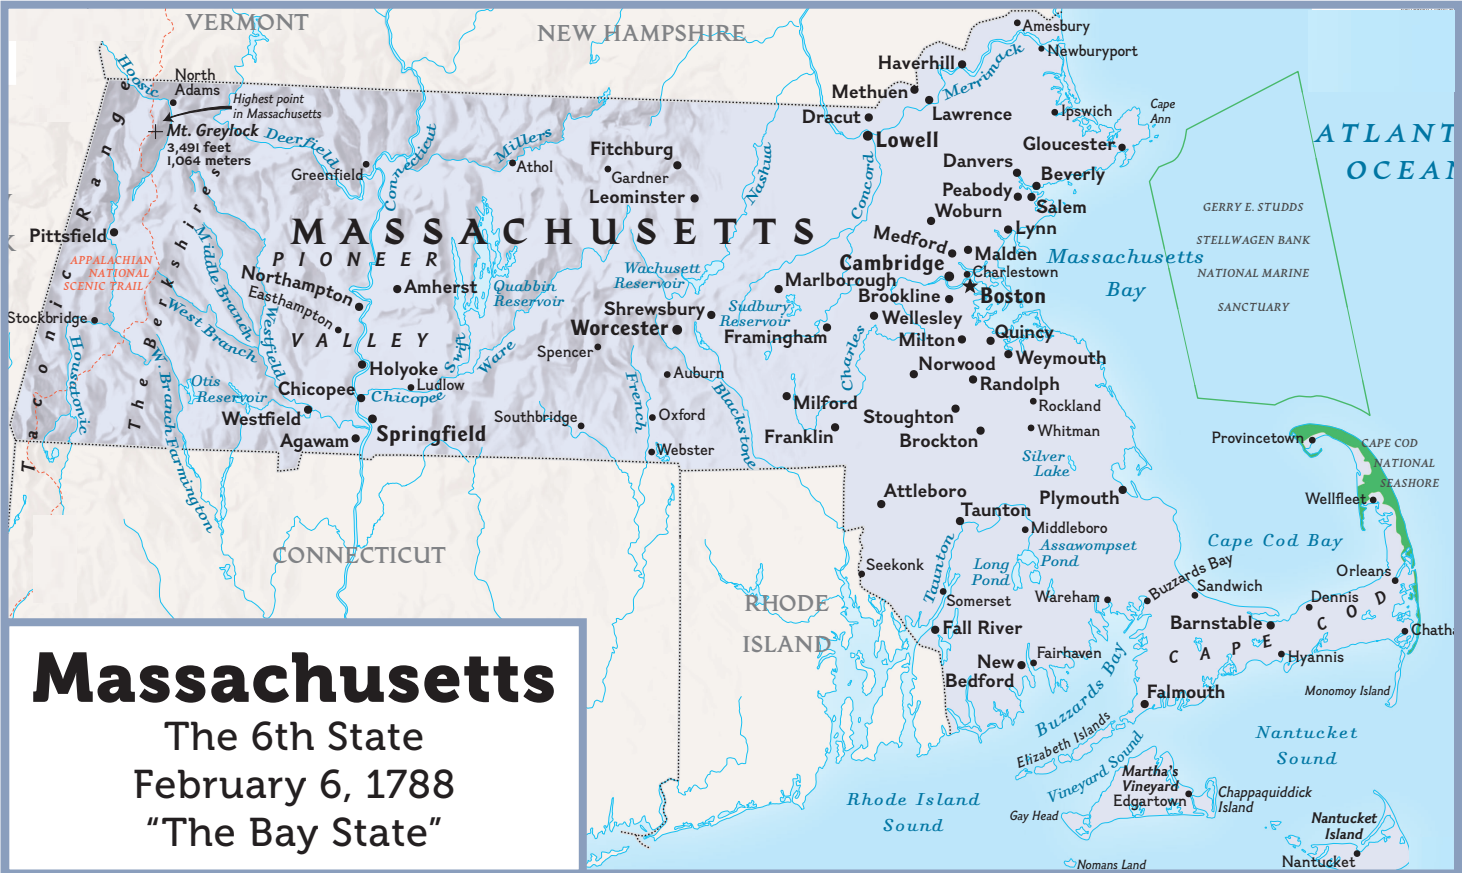 VERMONT
NEW HAMPSHIRE
Amesbury
Newburyport
Haverhill
Merrimack
Hoosic
North
Adams
Highest point
in Massachusetts
Mt. Greylock
3,491 feet
1,064 meters
Methuen
Lawrence
Ipswich
Cape
Ann
Dracut
Lowell
Gloucester
ATLANT
OCEAN
Deerfield
Connecticut
Millers
Athol
Greenfield
Fitchburg
Gardner
Leominster
Nashua
Concord
Danvers
Beverly
Peabody
Salem
Woburn
Lynn
Taconic Range
The Berkshires
Pittsfield
MASSACHUSETTS
PIONEER
VALLEY
APPALACHIAN
NATIONAL
SCENIC TRAIL
Middle Branch
West Branch
Westfield
Northampton
Easthampton
Amherst
Quabbin
Reservoir
Wachusett
Reservoir
Sudbury
Reservoir
Medford
Malden
Cambridge
Charlestown
Marlborough
Brookline
Boston
Massachusetts
Bay
GERRY E. STUDDS
STELLWAGEN BANK
NATIONAL MARINE
SANCTUARY
Stockbridge
Housatonic
Shrewsbury
Worcester
Spencer
Framingham
Wellesley
Milton
Quincy
Weymouth
Norwood
Randolph
Charles
Swift
Ware
Holyoke
Ludlow
Chicopee
Chicopee
Otis
Reservoir
W. Branch Farmington
Westfield
Agawam
Springfield
Auburn
French
Oxford
Southbridge
Webster
Blackstone
Milford
Franklin
Stoughton
Brockton
Rockland
Whitman
Silver
Lake
Plymouth
Provincetown
CAPE COD
NATIONAL
SEASHORE
Wellfleet
Attleboro
Taunton
Middleboro
Assawompset
Pond
Long
Pond
Taunton
Seekonk
Somerset
Wareham
Buzzards Bay
Sandwich
Cape Cod Bay
Orleans
Dennis
Barnstable
CAPE COD
Chath
Hyannis
Monomoy Island
CONNECTICUT
RHODE
ISLAND
Fall River
New
Bedford
Fairhaven
Buzzards Bay
Falmouth
Elizabeth Islands
Vineyard Sound
Nantucket
Sound
Martha's
Vineyard
Edgartown
Chappaquiddick
Island
Gay Head
Nomans Land
Nantucket
Island
Nantucket
Rhode Island
Sound
Massachusetts
The 6th State
February 6, 1788
“The Bay State”